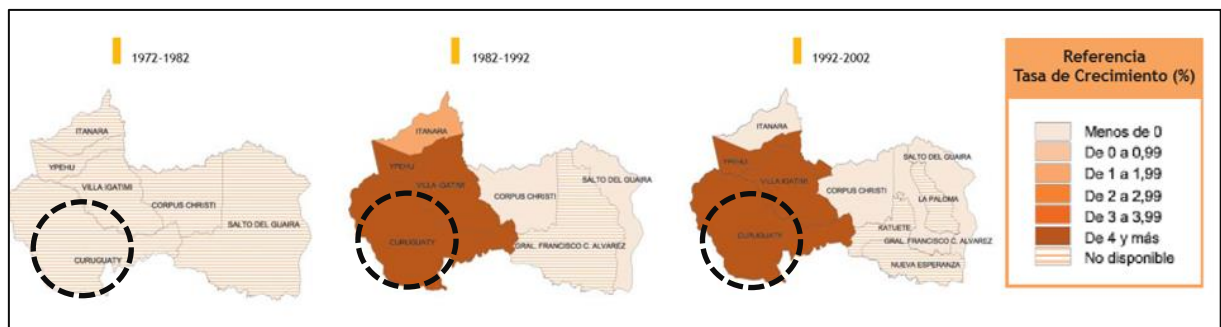 1972-1982
ITANARA
YPEHU
VILLA IGATIMI
CORPUS CHRISTI
SALTO DEL GUAIRA
CURUGUATY
1982-1992
ITANARA
YPEHU
VILLA IGATIMI
SALTO DEL GUAIRA
CORPUS CHRISTI
CURUGUATY
GRAL. FRANCISCO C. ALVAREZ
1992-2002
ITANARA
YPEHU
SALTO DEL GUAIRA
VILLA IGATIMI
CORPUS CHRISTI
LA PALOMA
KATUETE
CURUGUATY
GRAL. FRANCISCO C. ALVAREZ
NUEVA ESPERANZA
Referencia
Tasa de Crecimiento (%)
Menos de 0
De 0 a 0,99
De 1 a 1,99
De 2 a 2,99
De 3 a 3,99
De 4 y más
No disponible